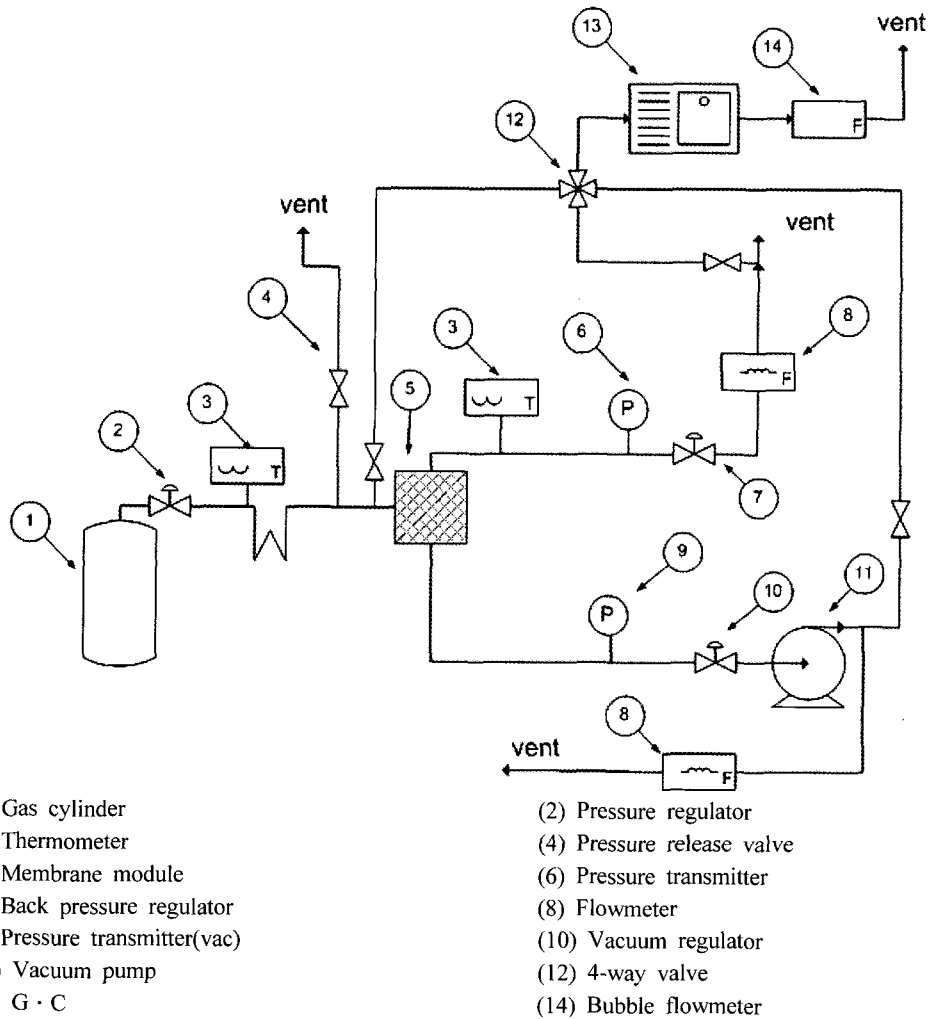 13
14
vent
12
vent
vent
4
3
6
8
5
T
P
F
3
2
T
7
1
9
10
11
P
8
vent
F
F
Gas cylinder
(2) Pressure regulator
Thermometer
(4) Pressure release valve
Membrane module
(6) Pressure transmitter
Back pressure regulator
(8) Flowmeter
Pressure transmitter(vac)
(10) Vacuum regulator
Vacuum pump
(12) 4-way valve
G · C
(14) Bubble flowmeter